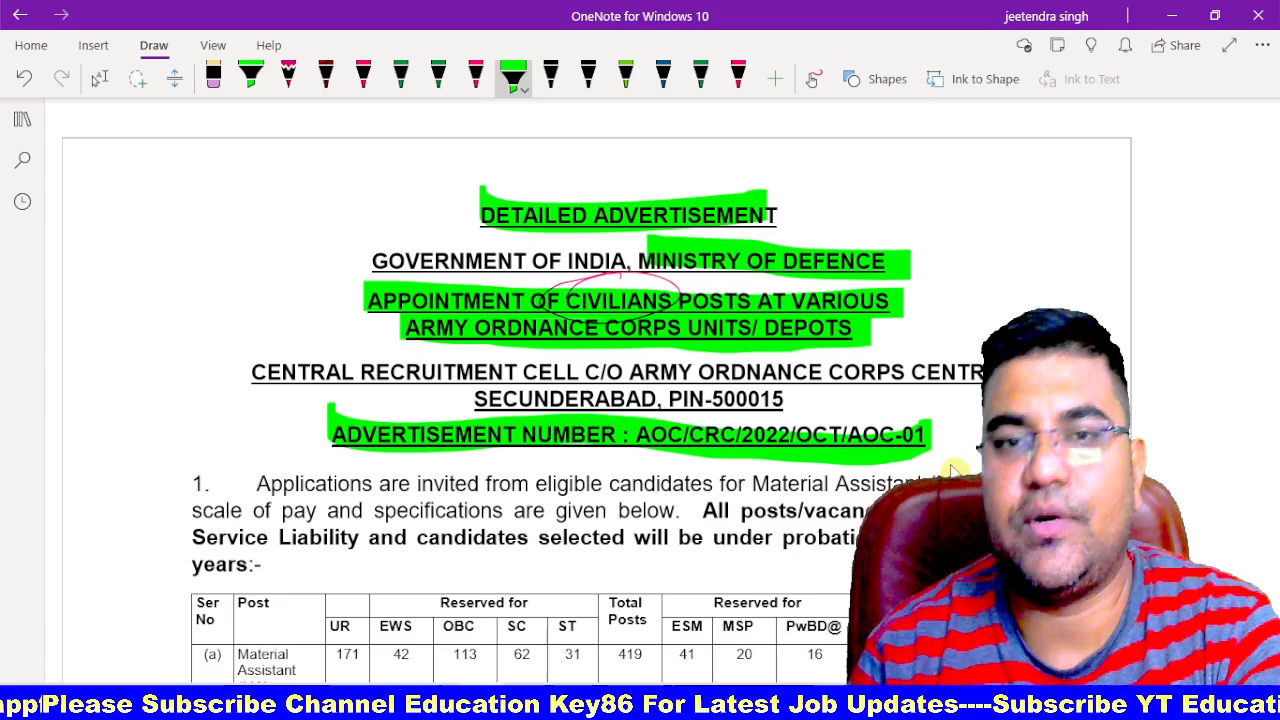 OneNote for Windows 10
jeetendra singh
Home Insert Draw View Help
Share
Shapes
Ink to Shape
Ink to Text
DETAILED ADVERTISEMENT
GOVERNMENT OF INDIA, MINISTRY OF DEFENCE
APPOINTMENT OF CIVILIANS POSTS AT VARIOUS
ARMY ORDNANCE CORPS UNITS/ DEPOTS
CENTRAL RECRUITMENT CELL C/O ARMY ORDNANCE CORPS
SECUNDERABAD, PIN-500015
ADVERTISEMENT NUMBER : AOC/CRC/2022/OCT/AOC-01
1. Applications are invited from eligible candidates for Material Assistant
scale of pay and specifications are given below. All
Service Liability and candidates selected will be under
years:-
Ser Post Reserved for Total Reserved for
No Posts
UR EWS OBC SC ST ESM MSP PwBD@
(a) Material 171 42 113 62 31 419 41 20 16
Assistant
Please Subscribe Channel Education Key86 For Latest Job Updates----Subscribe YT